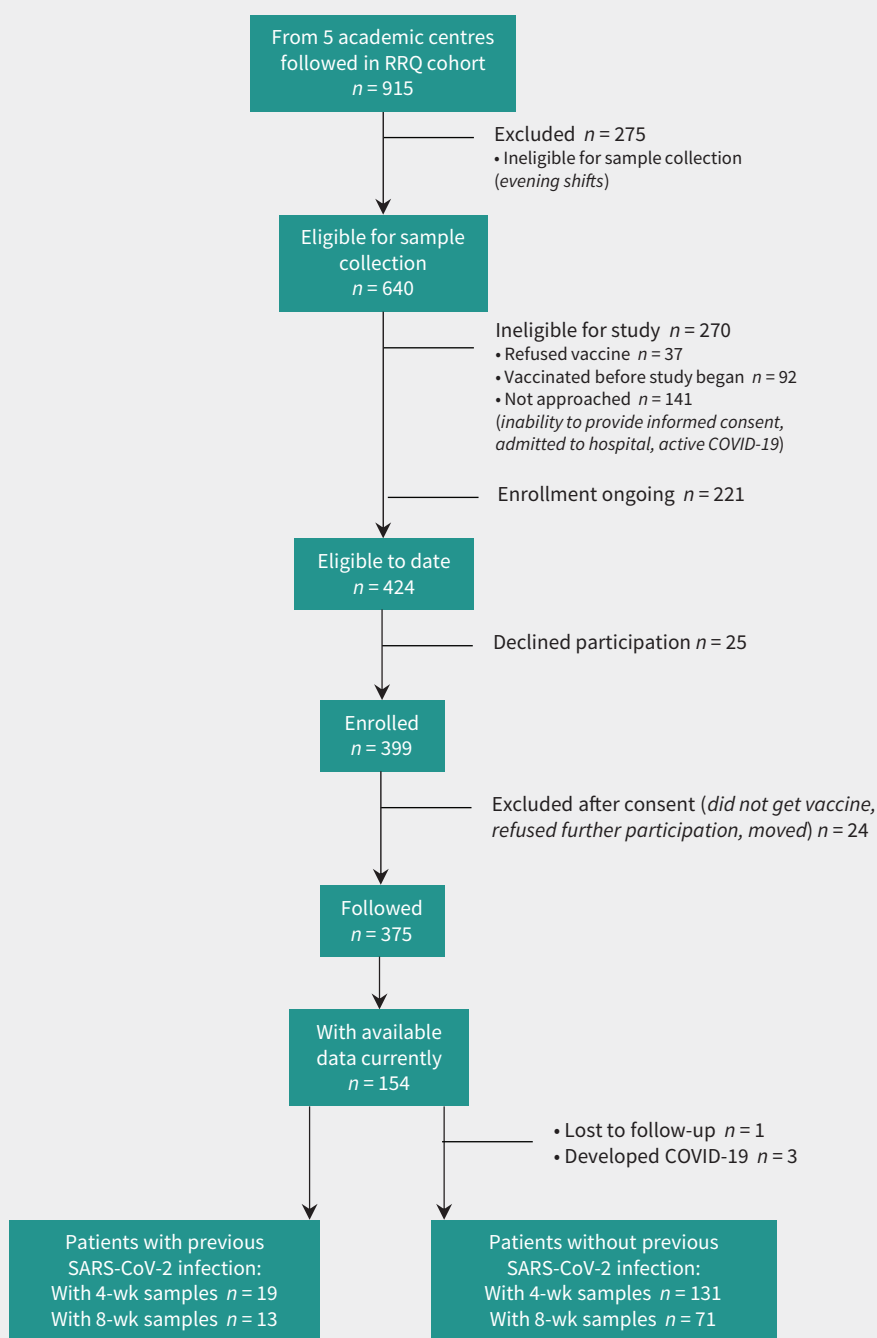 From 5 academic centres
followed in RRQ cohort
n = 915
Excluded n = 275
• Ineligible for sample collection
(evening shifts)
Eligible for sample
collection
n = 640
Ineligible for study n = 270
• Refused vaccine n = 37
• Vaccinated before study began n = 92
• Not approached n = 141
(inability to provide informed consent,
admitted to hospital, active COVID-19)
Enrollment ongoing n = 221
Eligible to date
n = 424
Declined participation n = 25
Enrolled
n = 399
Excluded after consent (did not get vaccine,
refused further participation, moved) n = 24
Followed
n = 375
With available
data currently
n = 154
• Lost to follow-up n = 1
• Developed COVID-19 n = 3
Patients with previous
SARS-CoV-2 infection:
With 4-wk samples n = 19
With 8-wk samples n = 13
Patients without previous
SARS-CoV-2 infection:
With 4-wk samples n = 131
With 8-wk samples n = 71